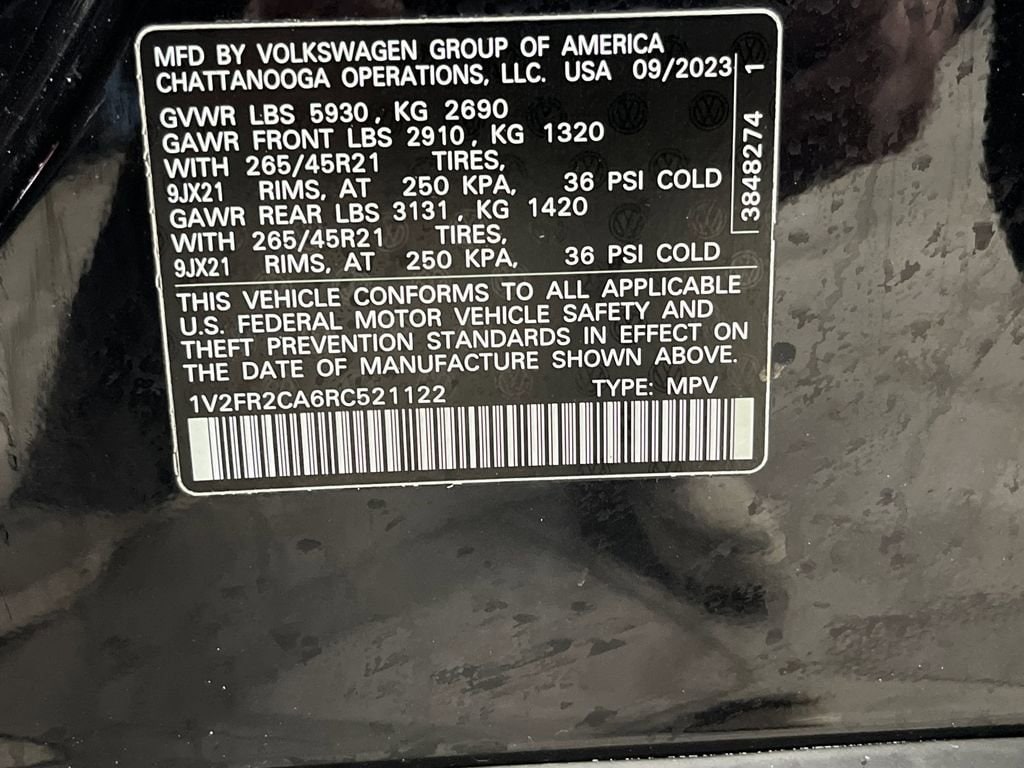 MFD BY VOLKSWAGEN GROUP OF AMERICA
CHATTANOOGA OPERATIONS, LLC. USA 09/2023
GVWR LBS 5930, KG 2690
GAWR FRONT LBS 2910, KG 1320
WITH 265/45R21 TIRES,
9JX21 RIMS, AT 250 KPA, 36 PSI COLD
GAWR REAR LBS 3131, KG 1420
WITH 265/45R21 TIRES,
9JX21 RIMS, AT 250 KPA, 36 PSI COLD
3848274 1
THIS VEHICLE CONFORMS TO ALL APPLICABLE
U.S. FEDERAL MOTOR VEHICLE SAFETY AND
THEFT PREVENTION STANDARDS IN EFFECT ON
THE DATE OF MANUFACTURE SHOWN ABOVE.
1V2FR2CA6RC521122 TYPE: MPV